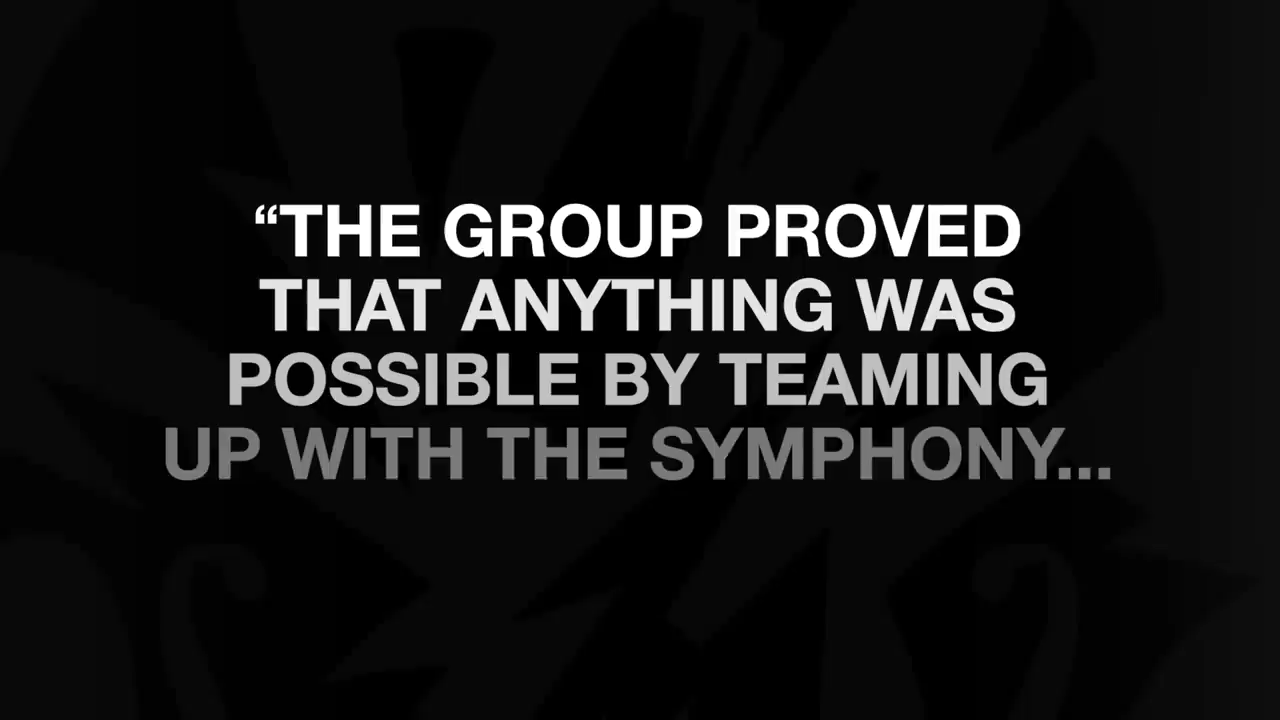 “THE GROUP PROVED
THAT ANYTHING WAS
POSSIBLE BY TEAMING
UP WITH THE SYMPHONY...